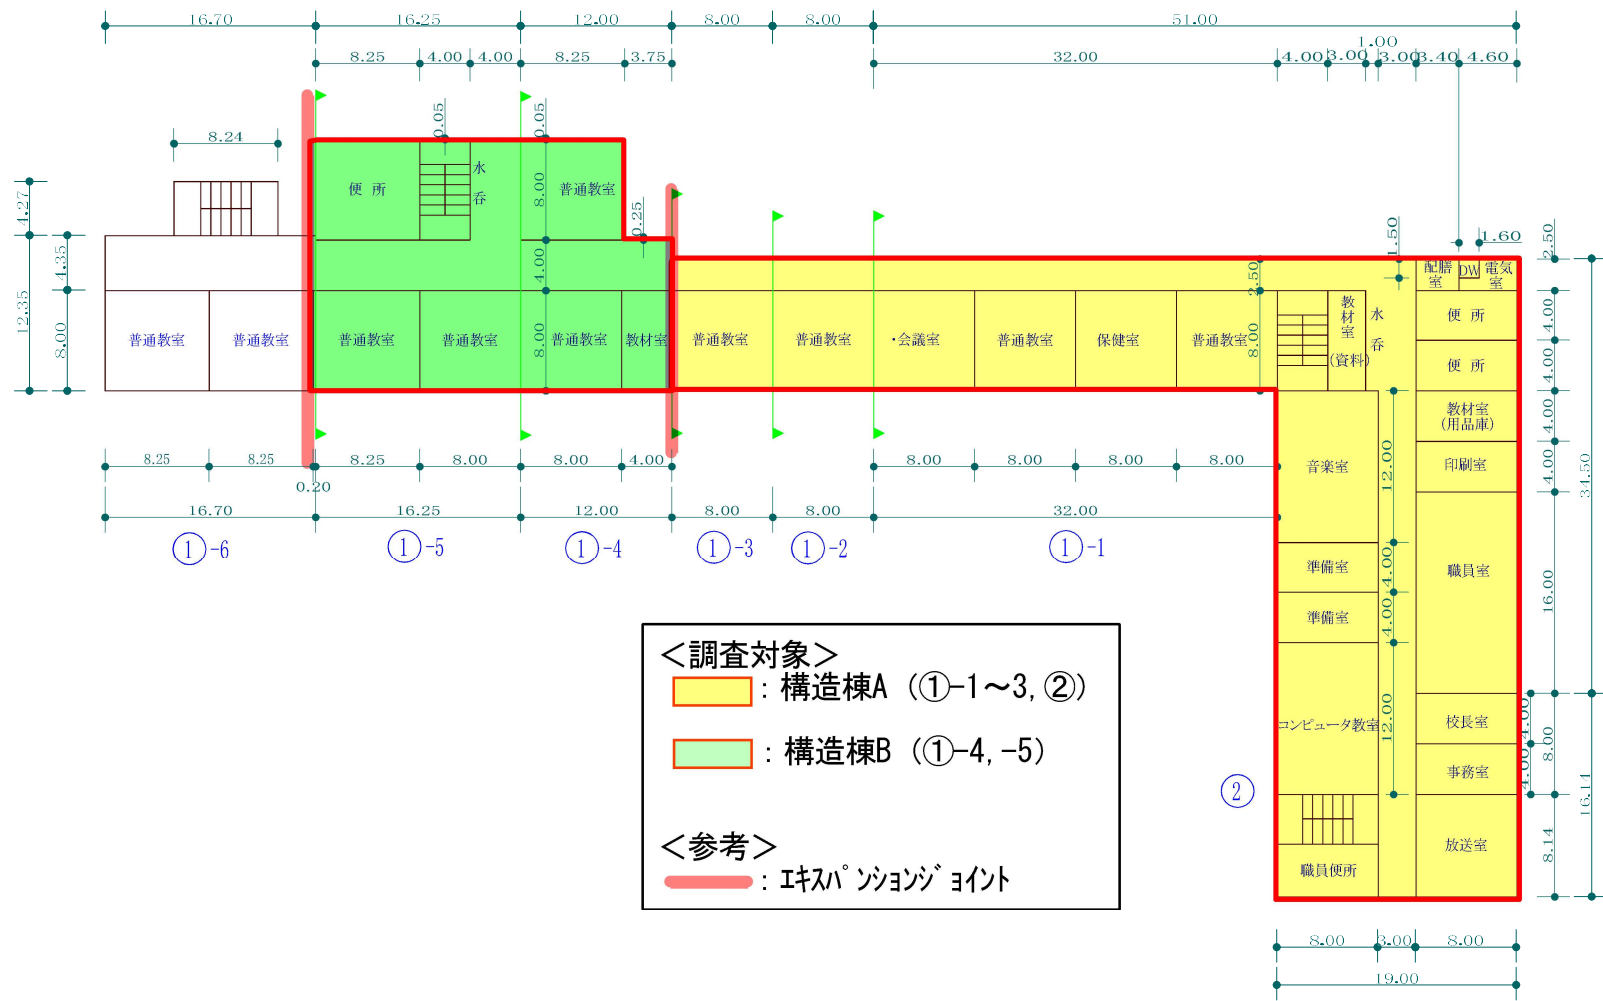 16.70 16.25 12.00 8.00 8.00 51.00
1.00
8.25 4.00 4.00 8.25 3.75 32.00 4.00 3.00 3.00 3.40 4.60
8.24
0.05 0.05
4.27
12.35
4.35
8.00
便 所
水
呑
8.00
普通教室
0.25
4.00
8.00
1.50
1.60
2.50
2.50
8.00
配膳
室
DW
電気
室
普通教室 普通教室 普通教室 普通教室 普通教室 教材室 普通教室 普通教室 ・会議室 普通教室 保健室 普通教室
教
材
室
(資料)
水
呑
便 所
便 所
教材室
(用品庫)
印刷室
4.00
4.00
4.00
4.00
34.50
8.25 8.25 8.25 8.00 8.00 4.00 8.00 8.00 8.00 8.00
0.20
16.70 16.25 12.00 8.00 8.00 32.00
①-6 ①-5 ①-4 ①-3 ①-2 ①-1
音楽室
12.00
準備室
4.00
準備室
4.00
職員室
16.00
コンピュータ教室
12.00
校長室
4.00
事務室
4.00
8.00
16.14
②
放送室
8.14
職員便所
<調査対象>
：構造棟A（①-1～3,②）
：構造棟B（①-4,-5）
<参考>
：ｴｷｽﾊﾟﾝｼｮﾝｼﾞｮｲﾝﾄ
8.00 3.00 8.00
19.00